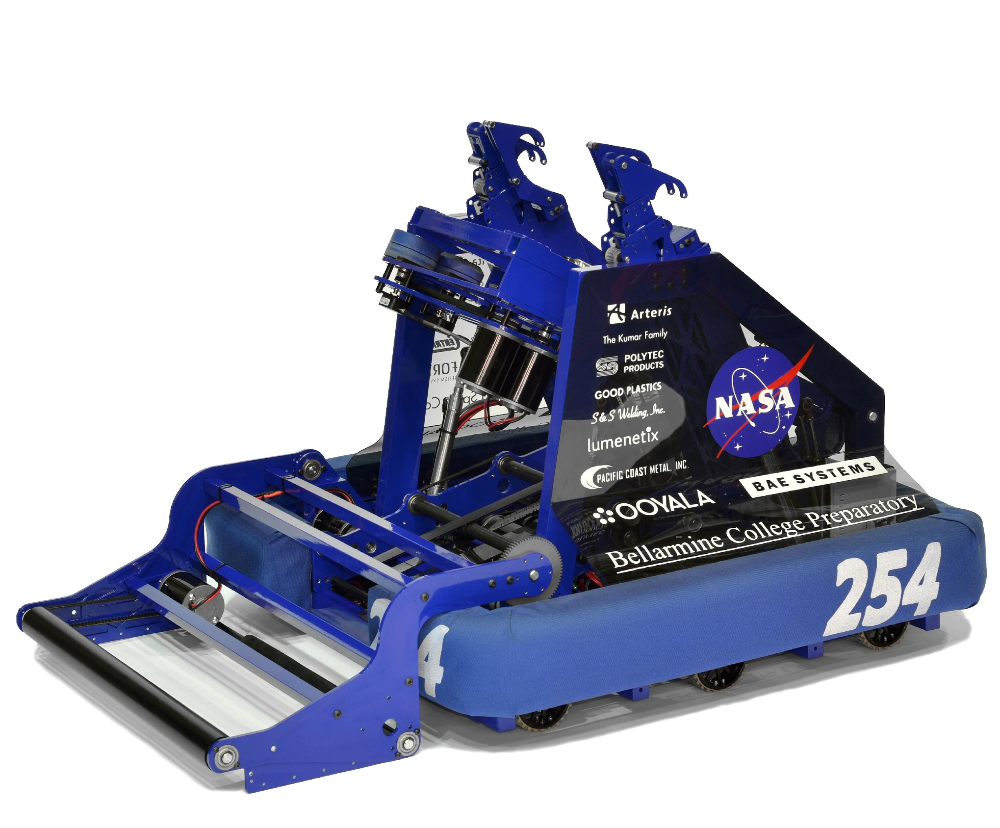 Arteris
The Kumar Family
POLYTEC
PRODUCTS
GOOD PLASTICS
S & S Welding, Inc.
lumenetix
PACIFIC COAST METAL, INC.
OOYALA
NASA
BAE SYSTEMS
Bellarmine College Preparatory
254
4